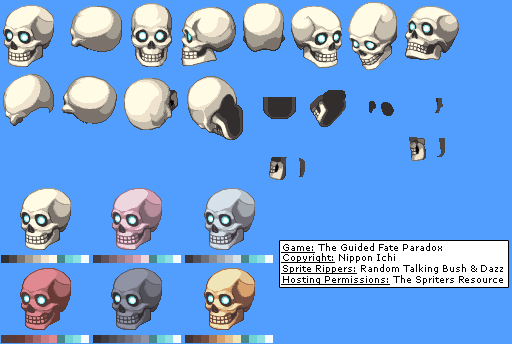 Game: The Guided Fate Paradox
Copyright: Nippon Ichi
Sprite Rippers: Random Talking Bush & Dazz
Hosting Permissions: The Spriters Resource